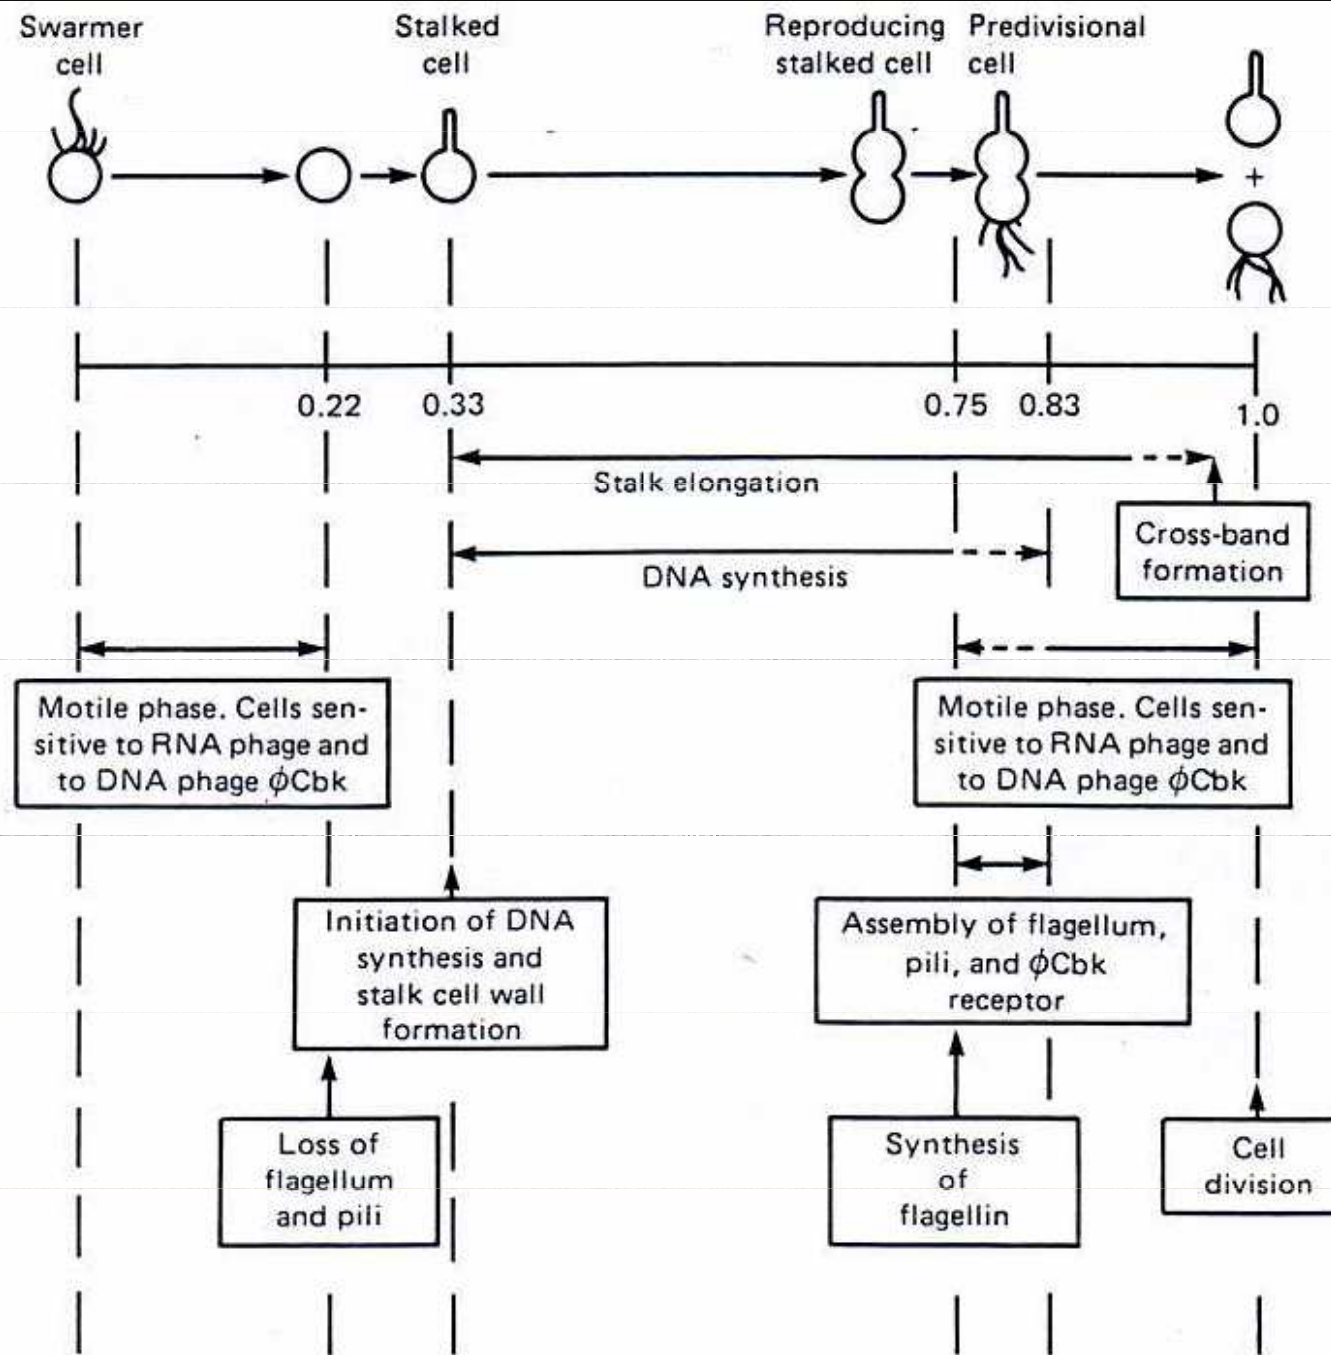 Swarmer
cell
Stalked
cell
Reproducing
stalked cell
Predivisional
cell
+
0.22
0.33
0.75
0.83
1.0
Stalk elongation
Cross-band
formation
DNA synthesis
Motile phase. Cells sen-
sitive to RNA phage and
to DNA phage ϕCbk
Motile phase. Cells sen-
sitive to RNA phage and
to DNA phage ϕCbk
Initiation of DNA
synthesis and
stalk cell wall
formation
Assembly of flagellum,
pili, and ϕCbk
receptor
Loss of
flagellum
and pili
Synthesis
of
flagellin
Cell
division